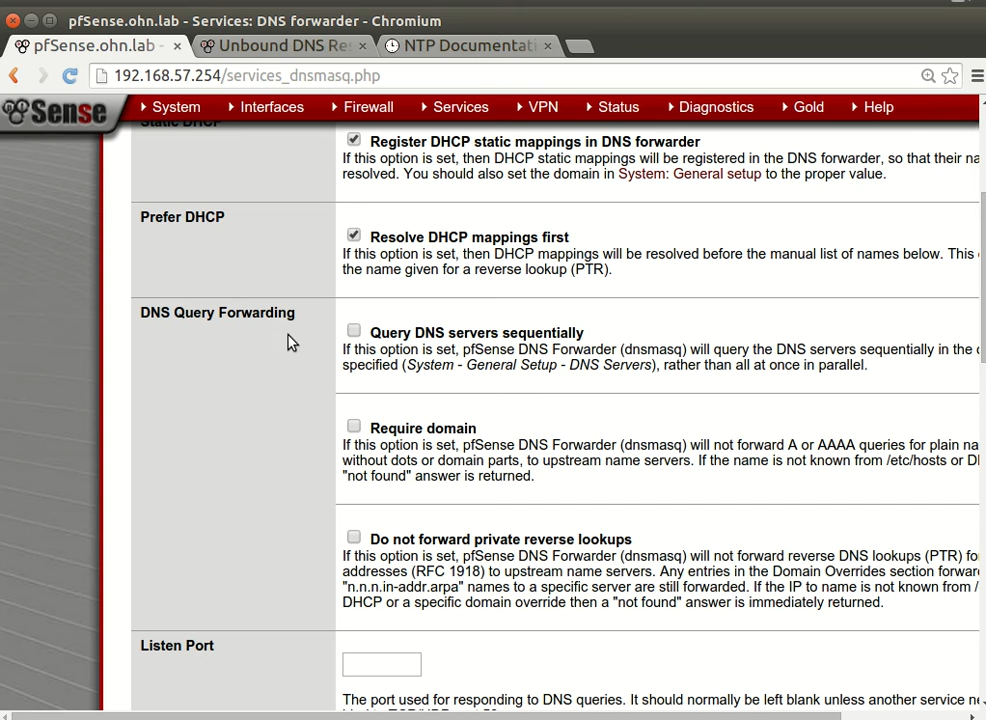 pfSense.ohn.lab - Services: DNS forwarder - Chromium
pfSense.ohn.lab -
Unbound DNS Re
NTP Documentati
192.168.57.254/services_dnsmasq.php
Sense
System
Interfaces
Firewall
Services
VPN
Status
Diagnostics
Gold
Help
Static DHCP
Register DHCP static mappings in DNS forwarder
If this option is set, then DHCP static mappings will be registered in the DNS forwarder, so that their na
resolved. You should also set the domain in System: General setup to the proper value.
Prefer DHCP
Resolve DHCP mappings first
If this option is set, then DHCP mappings will be resolved before the manual list of names below. This
the name given for a reverse lookup (PTR).
DNS Query Forwarding
Query DNS servers sequentially
If this option is set, pfSense DNS Forwarder (dnsmasq) will query the DNS servers sequentially in the
specified (System - General Setup - DNS Servers), rather than all at once in parallel.
Require domain
If this option is set, pfSense DNS Forwarder (dnsmasq) will not forward A or AAAA queries for plain na
without dots or domain parts, to upstream name servers. If the name is not known from /etc/hosts or D
"not found" answer is returned.
Do not forward private reverse lookups
If this option is set, pfSense DNS Forwarder (dnsmasq) will not forward reverse DNS lookups (PTR) fo
addresses (RFC 1918) to upstream name servers. Any entries in the Domain Overrides section forward
"n.n.n.in-addr.arpa" names to a specific server are still forwarded. If the IP to name is not known from /
DHCP or a specific domain override then a "not found" answer is immediately returned.
Listen Port
The port used for responding to DNS queries. It should normally be left blank unless another service ne